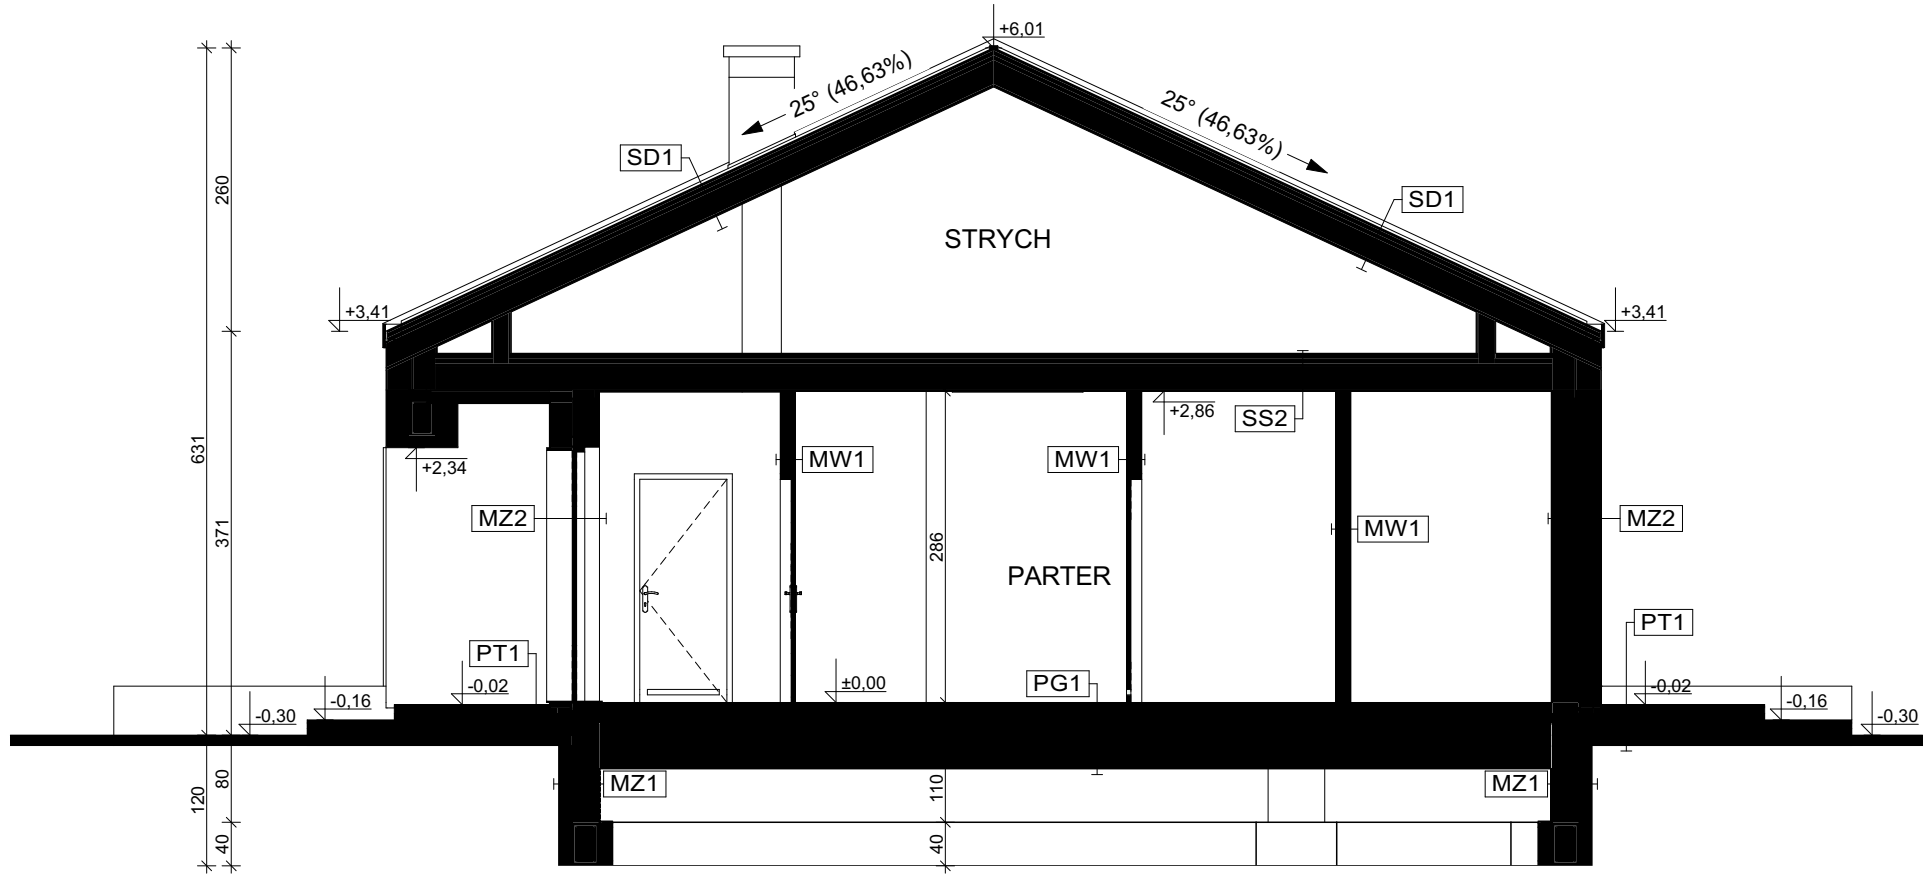 +6,01
25° (46,63%)
25° (46,63%)
SD1
SD1
260
STRYCH
+3,41
+3,41
+2,86
SS2
631
+2,34
MW1
MW1
MZ2
371
286
MW1
MZ2
PARTER
PT1
PT1
-0,02
±0,00
PG1
-0,02
-0,16
-0,30
-0,16
-0,30
120
80
MZ1
110
MZ1
40
40